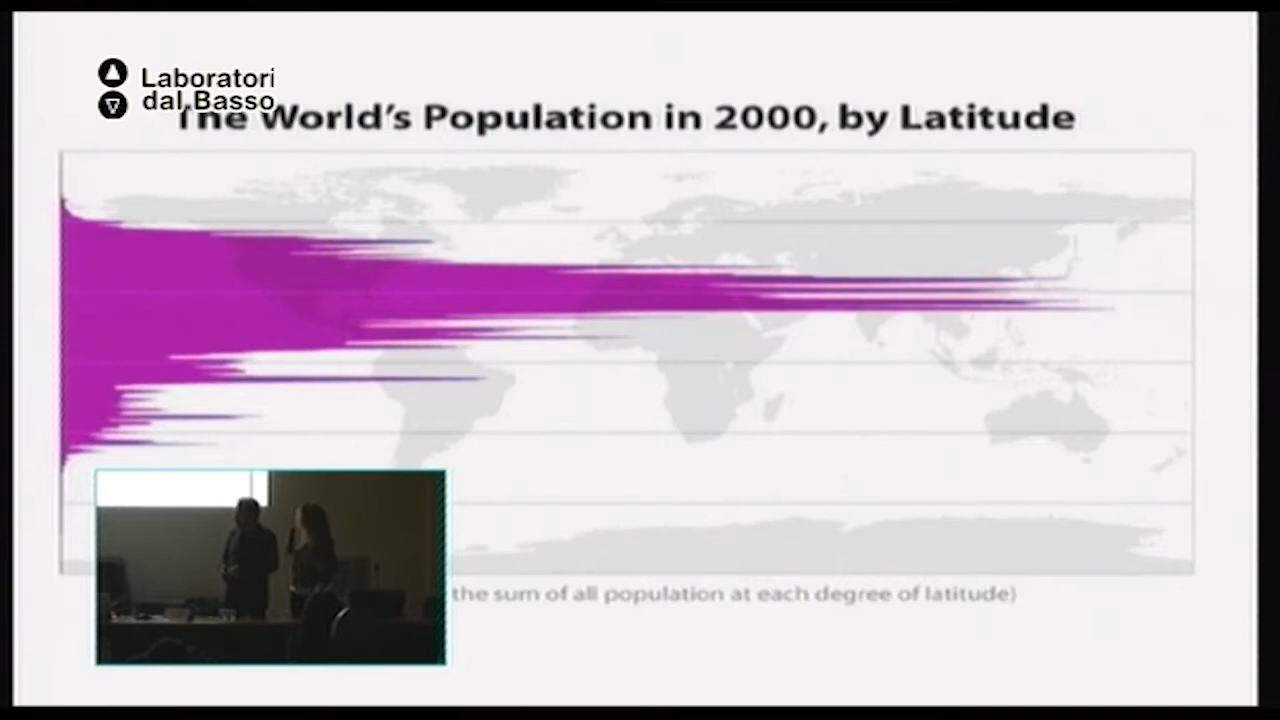 Laboratori
dal Basso
The World's Population in 2000, by Latitude
the sum of all population at each degree of latitude)